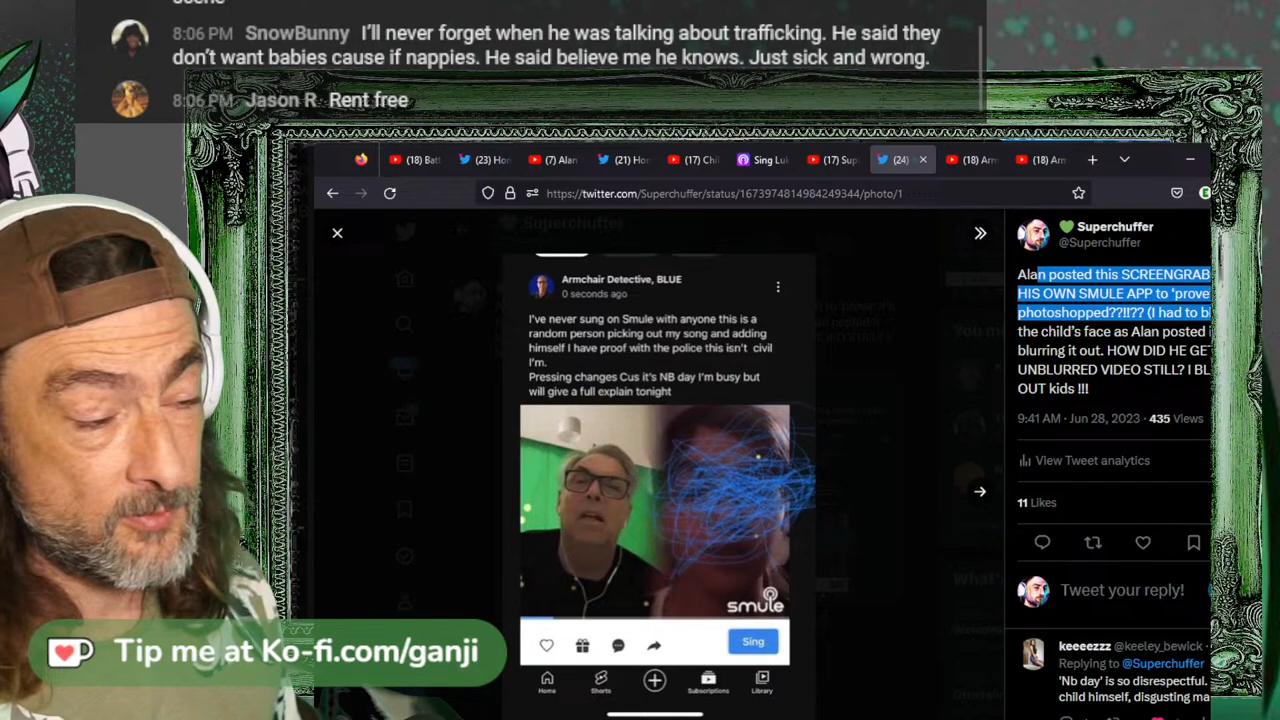 8:06 PM SnowBunny I'll never forget when he was talking about trafficking. He said they
don't want babies cause if nappies. He said believe me he knows. Just sick and wrong.
8:06 PM Jason R Rent free
(18) Bat
(23) Hor
(7) Alan
(21) Hor
(17) Chi
Sing Lu
(17) Sup
(24)
(18) Arm
(18) Arm
https://twitter.com/Superchuffer/status/1673974814984249344/photo/1
Superchuffer
Armchair Detective, BLUE
0 seconds ago
I've never sung on Smule with anyone this is a
random person picking out my song and adding
himself I have proof with the police this isn't civil
I'm.
Pressing changes Cus it's NB day I'm busy but
will give a full explain tonight
smule
Sing
Home
Shorts
Subscriptions
Library
Superchuffer
@Superchuffer
Alan posted this SCREENGRAB
HIS OWN SMULE APP to 'prove
photoshopped??!!?? (I had to bl
the child's face as Alan posted i
blurring it out. HOW DID HE GE
UNBLURRED VIDEO STILL? I BL
OUT kids !!!
9:41 AM · Jun 28, 2023 · 435 Views
View Tweet analytics
11 Likes
Tweet your reply!
keeeezzz @keeley_bewick
Replying to @Superchuffer
'Nb day' is so disrespectful.
child himself, disgusting ma
Tip me at Ko-fi.com/ganji